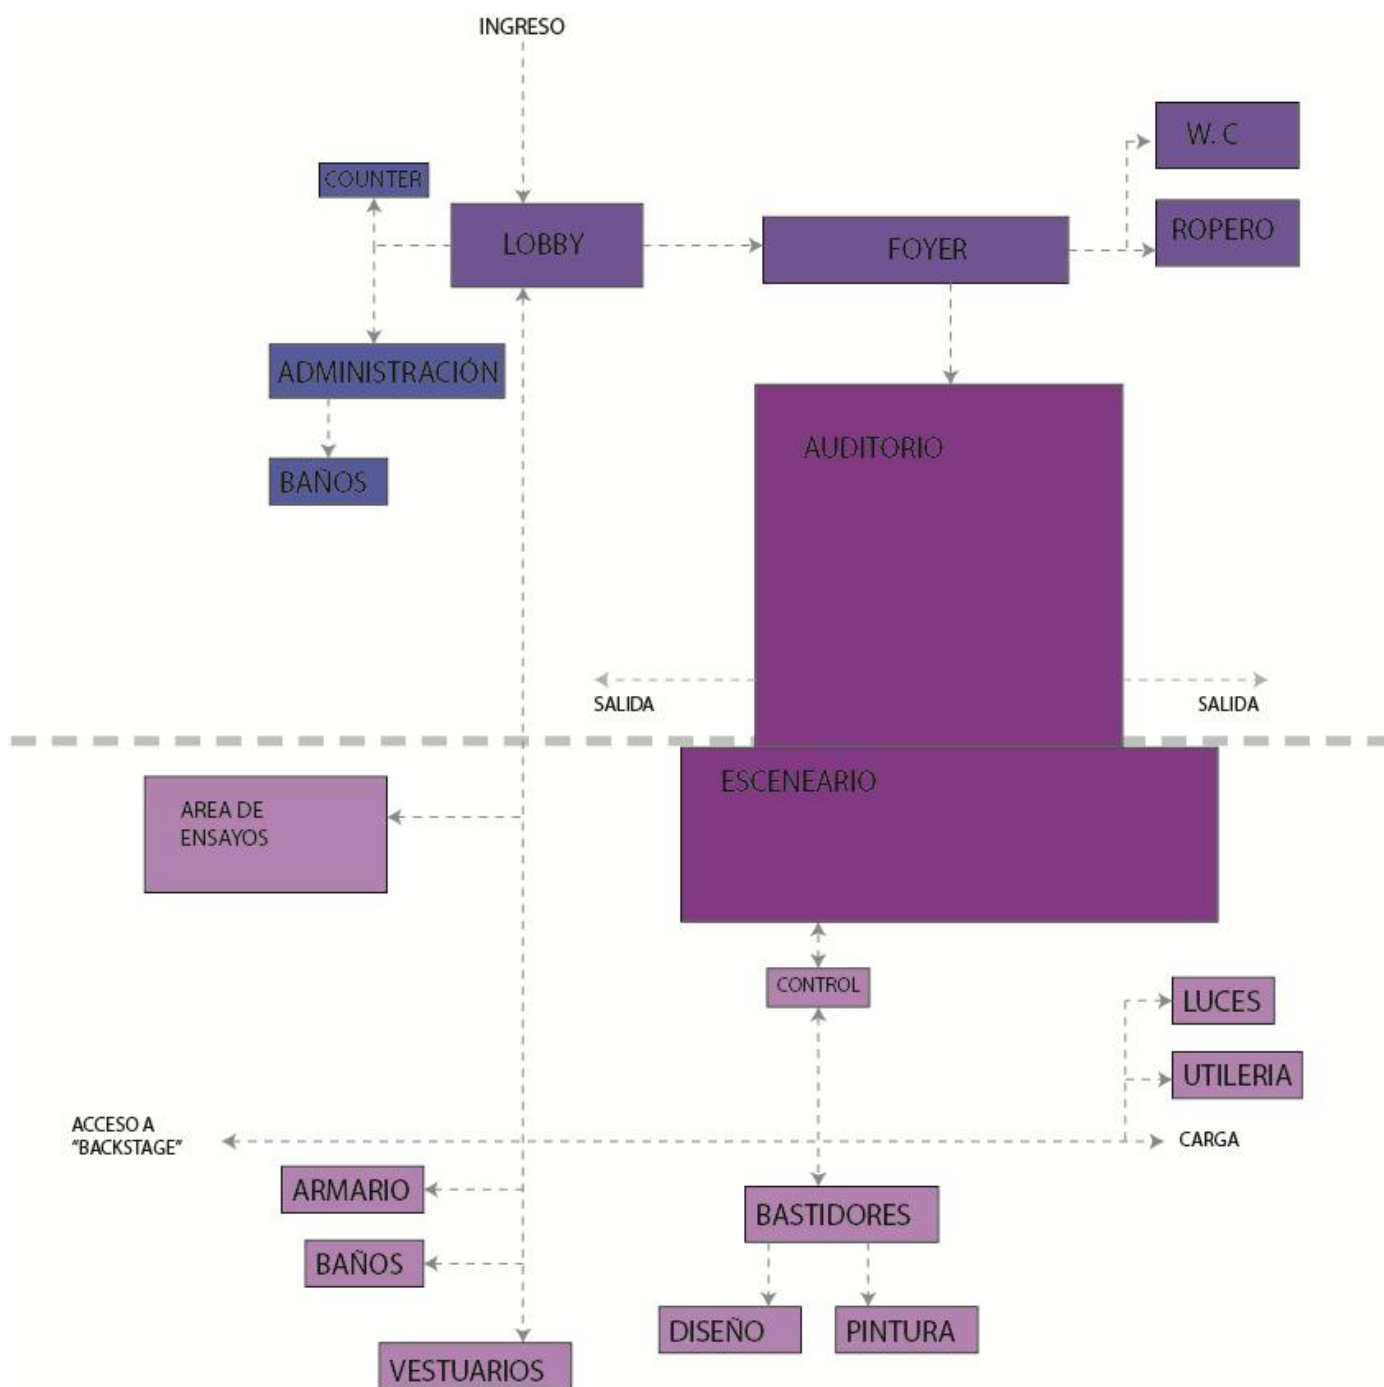 INGRESO
W. C
COUNTER
ROPERO
LOBBY
FOYER
ADMINISTRACIÓN
AUDITORIO
BAÑOS
SALIDA
SALIDA
ESCENEARIO
AREA DE
ENSAYOS
CONTROL
LUCES
UTILERIA
ACCESO A
“BACKSTAGE”
CARGA
ARMARIO
BASTIDORES
BAÑOS
DISEÑO
PINTURA
VESTUARIOS